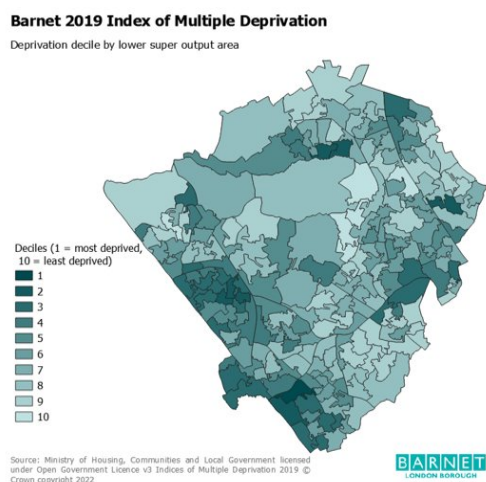 Barnet 2019 Index of Multiple Deprivation
Deprivation decile by lower super output area
Deciles (1 = most deprived,
10 = least deprived)
1
2
3
4
5
6
7
8
9
10
Source: Ministry of Housing, Communities and Local Government licensed
under Open Government Licence v3 Indices of Multiple Deprivation 2019 ©
Crown copyright 2022
BARNET
LONDON BOROUGH